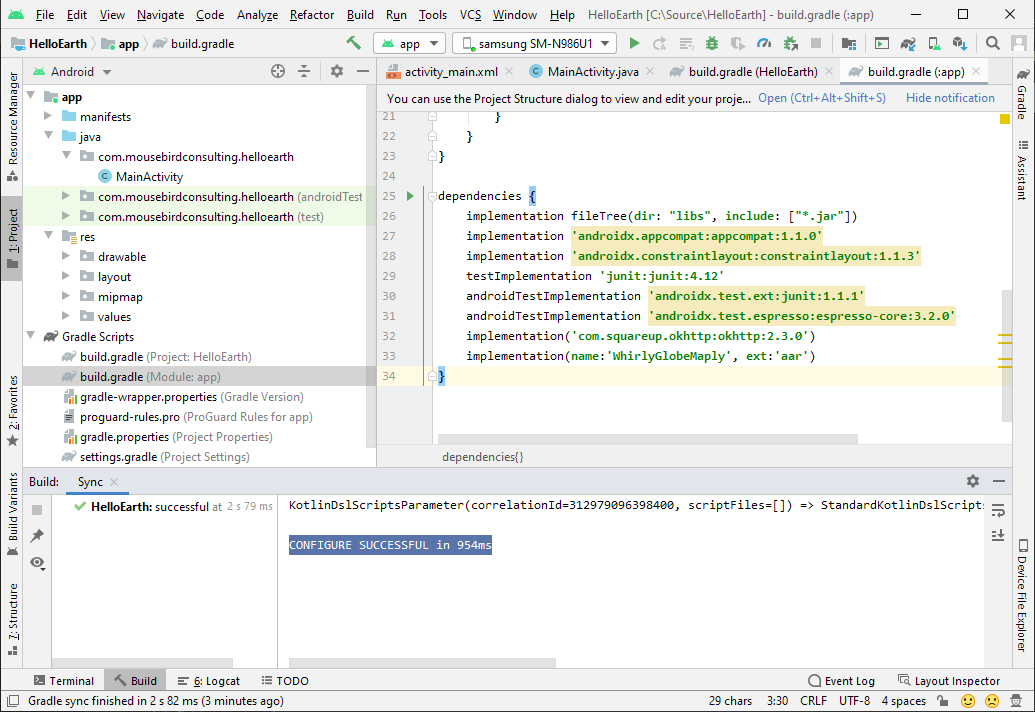 File Edit View Navigate Code Analyze Refactor Build Run Tools VCS Window Help HelloEarth [C:\Source\HelloEarth] - build.gradle (:app)
HelloEarth app build.gradle app samsung SM-N986U1
Resource Manager
1: Project
2: Favorites
Build Variants
7: Structure
Android
app
manifests
java
com.mousebirdconsulting.helloearth
MainActivity
com.mousebirdconsulting.helloearth (androidTest
com.mousebirdconsulting.helloearth (test)
res
drawable
layout
mipmap
values
Gradle Scripts
build.gradle (Project: HelloEarth)
build.gradle (Module: app)
gradle-wrapper.properties (Gradle Version)
proguard-rules.pro (ProGuard Rules for app)
gradle.properties (Project Properties)
settings.gradle (Project Settings)
activity_main.xml MainActivity.java build.gradle (HelloEarth) build.gradle (:app)
You can use the Project Structure dialog to view and edit your proje... Open (Ctrl+Alt+Shift+S) Hide notification
21 }
22 }
23 }
24
25 dependencies {
26 implementation fileTree(dir: "libs", include: ["*.jar"])
27 implementation 'androidx.appcompat:appcompat:1.1.0'
28 implementation 'androidx.constraintlayout:constraintlayout:1.1.3'
29 testImplementation 'junit:junit:4.12'
30 androidTestImplementation 'androidx.test.ext:junit:1.1.1'
31 androidTestImplementation 'androidx.test.espresso:espresso-core:3.2.0'
32 implementation('com.squareup.okhttp:okhttp:2.3.0')
33 implementation(name:'WhirlyGlobeMaply', ext:'aar')
34 }
dependencies{}
Gradle
Assistant
Device File Explorer
Build: Sync
HelloEarth: successful at 2 s 79 ms
KotlinDslScriptsParameter(correlationId=312979096398400, scriptFiles=[]) => StandardKotlinDslScripts
CONFIGURE SUCCESSFUL in 954ms
Terminal Build 6: Logcat TODO Event Log Layout Inspector
Gradle sync finished in 2 s 82 ms (3 minutes ago) 29 chars 3:30 CRLF UTF-8 4 spaces